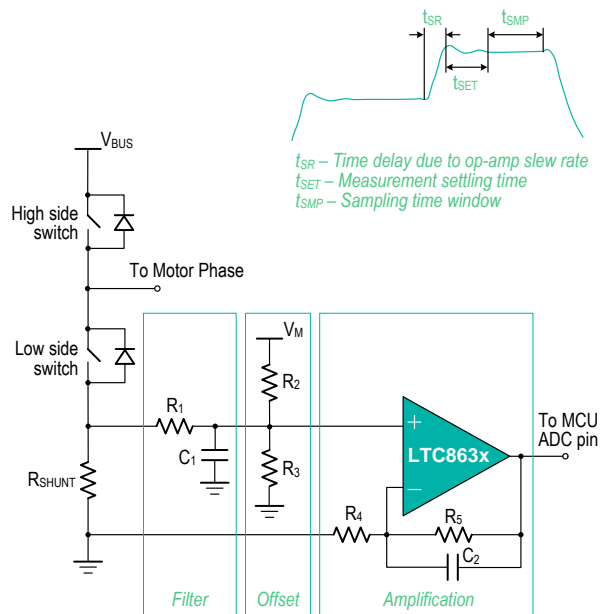 tSR
tSMP
tSET
tSR – Time delay due to op-amp slew rate
tSET – Measurement settling time
tSMP – Sampling time window
VBUS
High side
switch
To Motor Phase
Low side
switch
VM
R2
R1
C1
R3
RSHUNT
+
LTC863x
–
To MCU
ADC pin
R4
R5
C2
Filter
Offset
Amplification